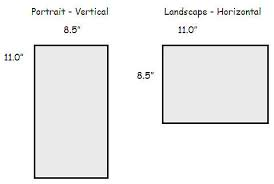 Portrait - Vertical
8.5"
11.0"
Landscape - Horizontal
11.0"
8.5"